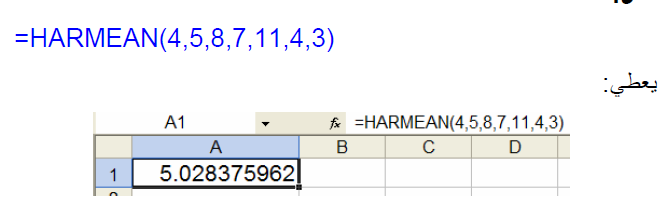 =HARMEAN(4,5,8,7,11,4,3)
يعطي:
A1 fx =HARMEAN(4,5,8,7,11,4,3)
A B C D
1 5.028375962